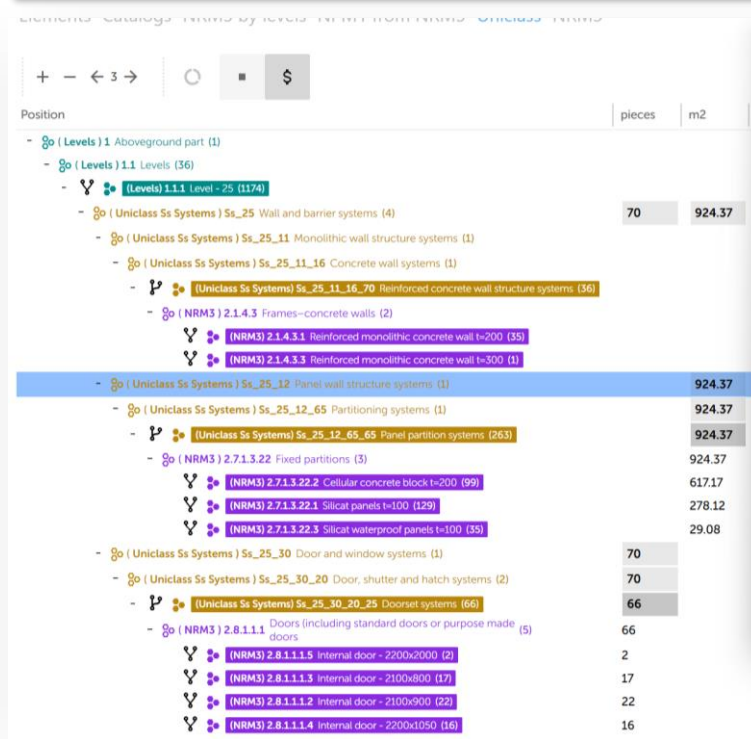 Elements Catalogs NRM3 by levels NRM1 from NRM3 Uniclass NRM3
+ − ← 3 → $
Position pieces m2
- (Levels) 1 Aboveground part (1)
- (Levels) 1.1 Levels (36)
- (Levels) 1.1.1 Level - 25 (1174)
- (Uniclass Ss Systems) Ss_25 Wall and barrier systems (4) 70 924.37
- (Uniclass Ss Systems) Ss_25_11 Monolithic wall structure systems (1)
- (Uniclass Ss Systems) Ss_25_11_16 Concrete wall systems (1)
- (Uniclass Ss Systems) Ss_25_11_16_70 Reinforced concrete wall structure systems (36)
- (NRM3) 2.1.4.3 Frames–concrete walls (2)
(NRM3) 2.1.4.3.1 Reinforced monolithic concrete wall t=200 (35)
(NRM3) 2.1.4.3.3 Reinforced monolithic concrete wall t=300 (1)
- (Uniclass Ss Systems) Ss_25_12 Panel wall structure systems (1) 924.37
- (Uniclass Ss Systems) Ss_25_12_65 Partitioning systems (1) 924.37
- (Uniclass Ss Systems) Ss_25_12_65_65 Panel partition systems (263) 924.37
- (NRM3) 2.7.1.3.22 Fixed partitions (3) 924.37
(NRM3) 2.7.1.3.22.2 Cellular concrete block t=200 (99) 617.17
(NRM3) 2.7.1.3.22.1 Silicat panels t=100 (129) 278.12
(NRM3) 2.7.1.3.22.3 Silicat waterproof panels t=100 (35) 29.08
- (Uniclass Ss Systems) Ss_25_30 Door and window systems (1) 70
- (Uniclass Ss Systems) Ss_25_30_20 Door, shutter and hatch systems (2) 70
- (Uniclass Ss Systems) Ss_25_30_20_25 Doorset systems (66) 66
- (NRM3) 2.8.1.1.1 Doors (including standard doors or purpose made doors (5) 66
(NRM3) 2.8.1.1.1.5 Internal door - 2200x2000 (2) 2
(NRM3) 2.8.1.1.1.3 Internal door - 2100x800 (17) 17
(NRM3) 2.8.1.1.1.2 Internal door - 2100x900 (22) 22
(NRM3) 2.8.1.1.1.4 Internal door - 2200x1050 (16) 16